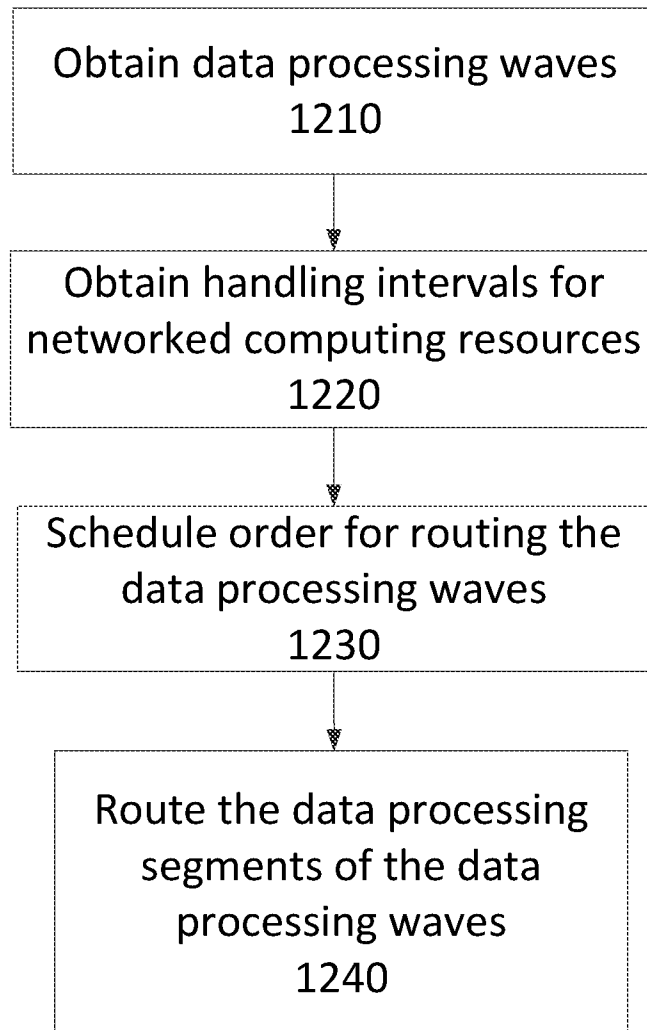 Obtain data processing waves
1210
Obtain handling intervals for
networked computing resources
1220
Schedule order for routing the
data processing waves
1230
Route the data processing
segments of the data
processing waves
1240